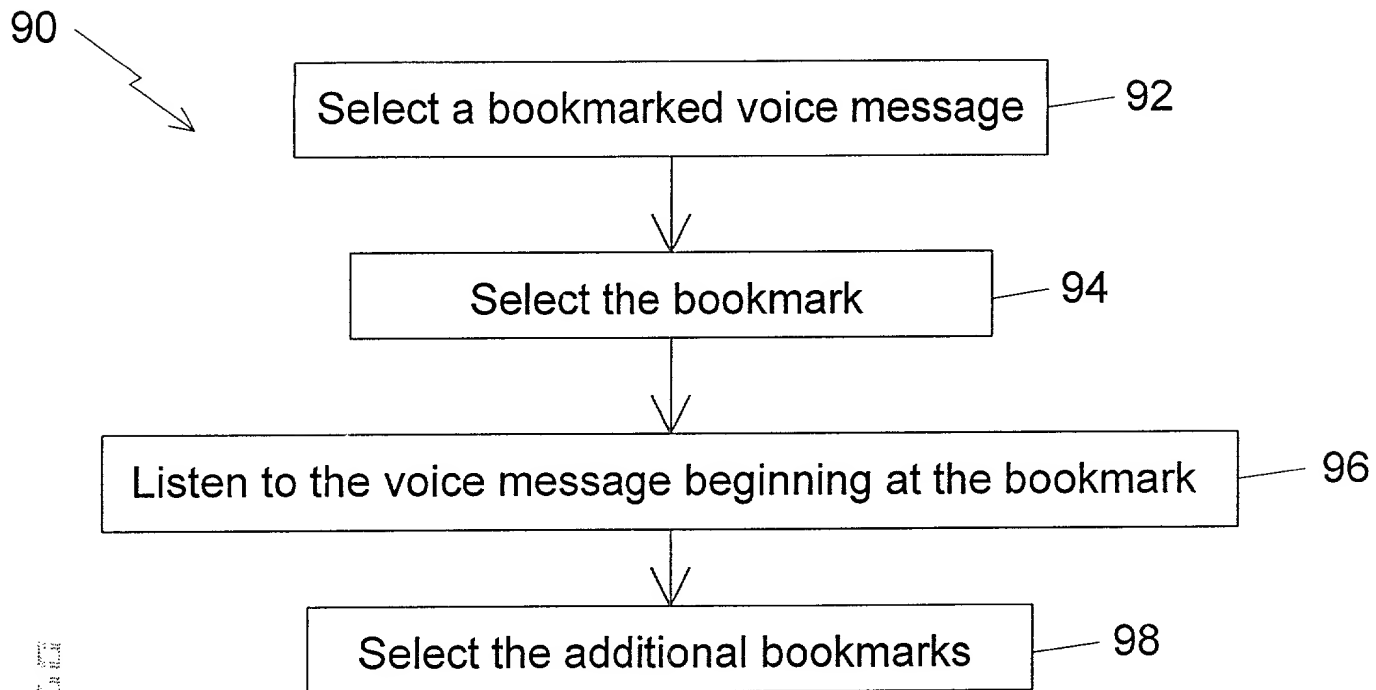 90
Select a bookmarked voice message
92
Select the bookmark
94
Listen to the voice message beginning at the bookmark
96
Select the additional bookmarks
98